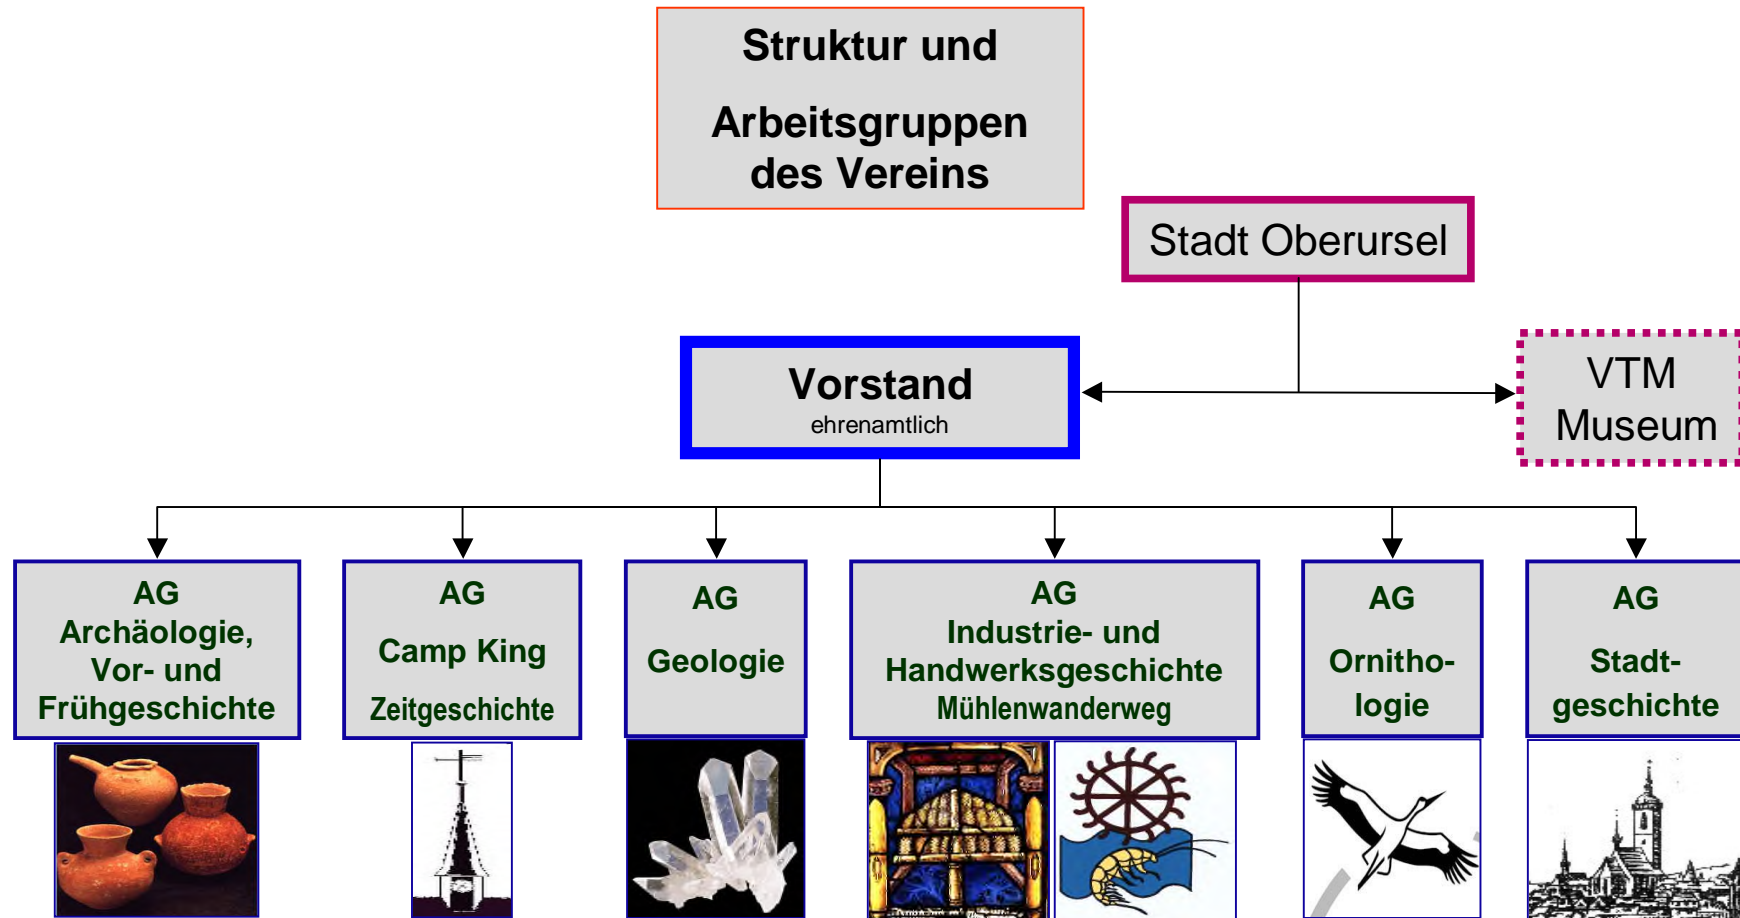 Struktur und
Arbeitsgruppen
des Vereins
Stadt Oberursel
Vorstand
ehrenamtlich
VTM
Museum
AG
Archäologie,
Vor- und
Frühgeschichte
AG
Camp King
Zeitgeschichte
AG
Geologie
AG
Industrie- und
Handwerksgeschichte
Mühlenwanderweg
AG
Ornitho-
logie
AG
Stadt-
geschichte